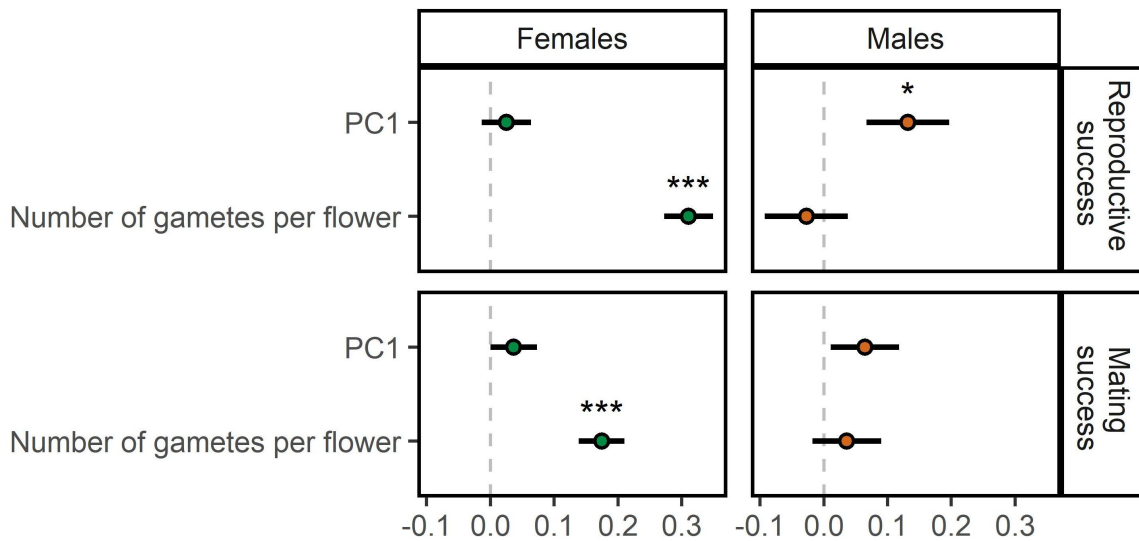 Females
Males
PC1
*
Number of gametes per flower
***
Reproductive
success
PC1
Number of gametes per flower
***
Mating
success
-0.1 0.0 0.1 0.2 0.3
-0.1 0.0 0.1 0.2 0.3